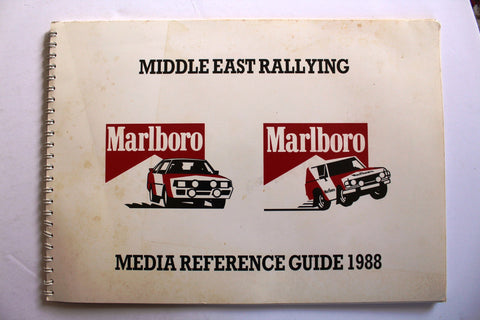 MIDDLE EAST RALLYING
Marlboro Marlboro
MEDIA REFERENCE GUIDE 1988